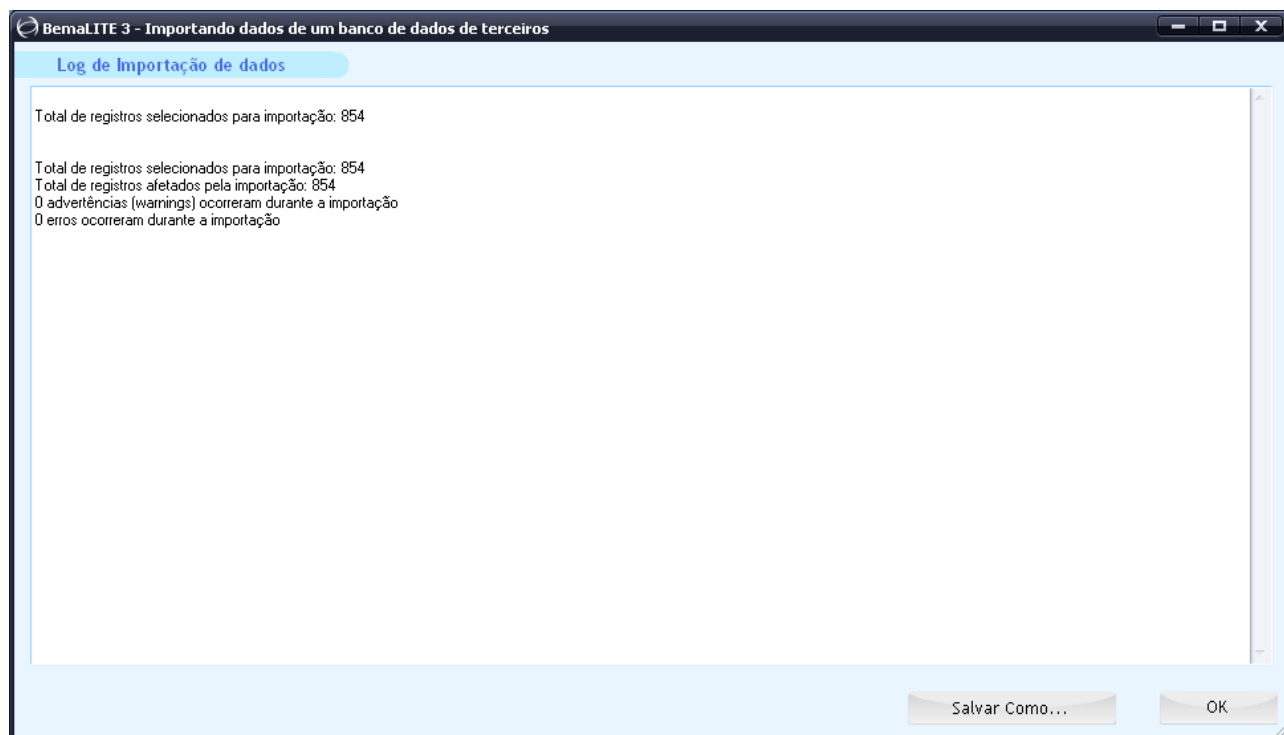 BemaLITE 3 - Importando dados de um banco de dados de terceiros
Log de Importação de dados
Total de registros selecionados para importação: 854
Total de registros selecionados para importação: 854
Total de registros afetados pela importação: 854
0 advertências (warnings) ocorreram durante a importação
0 erros ocorreram durante a importação
Salvar Como...
OK